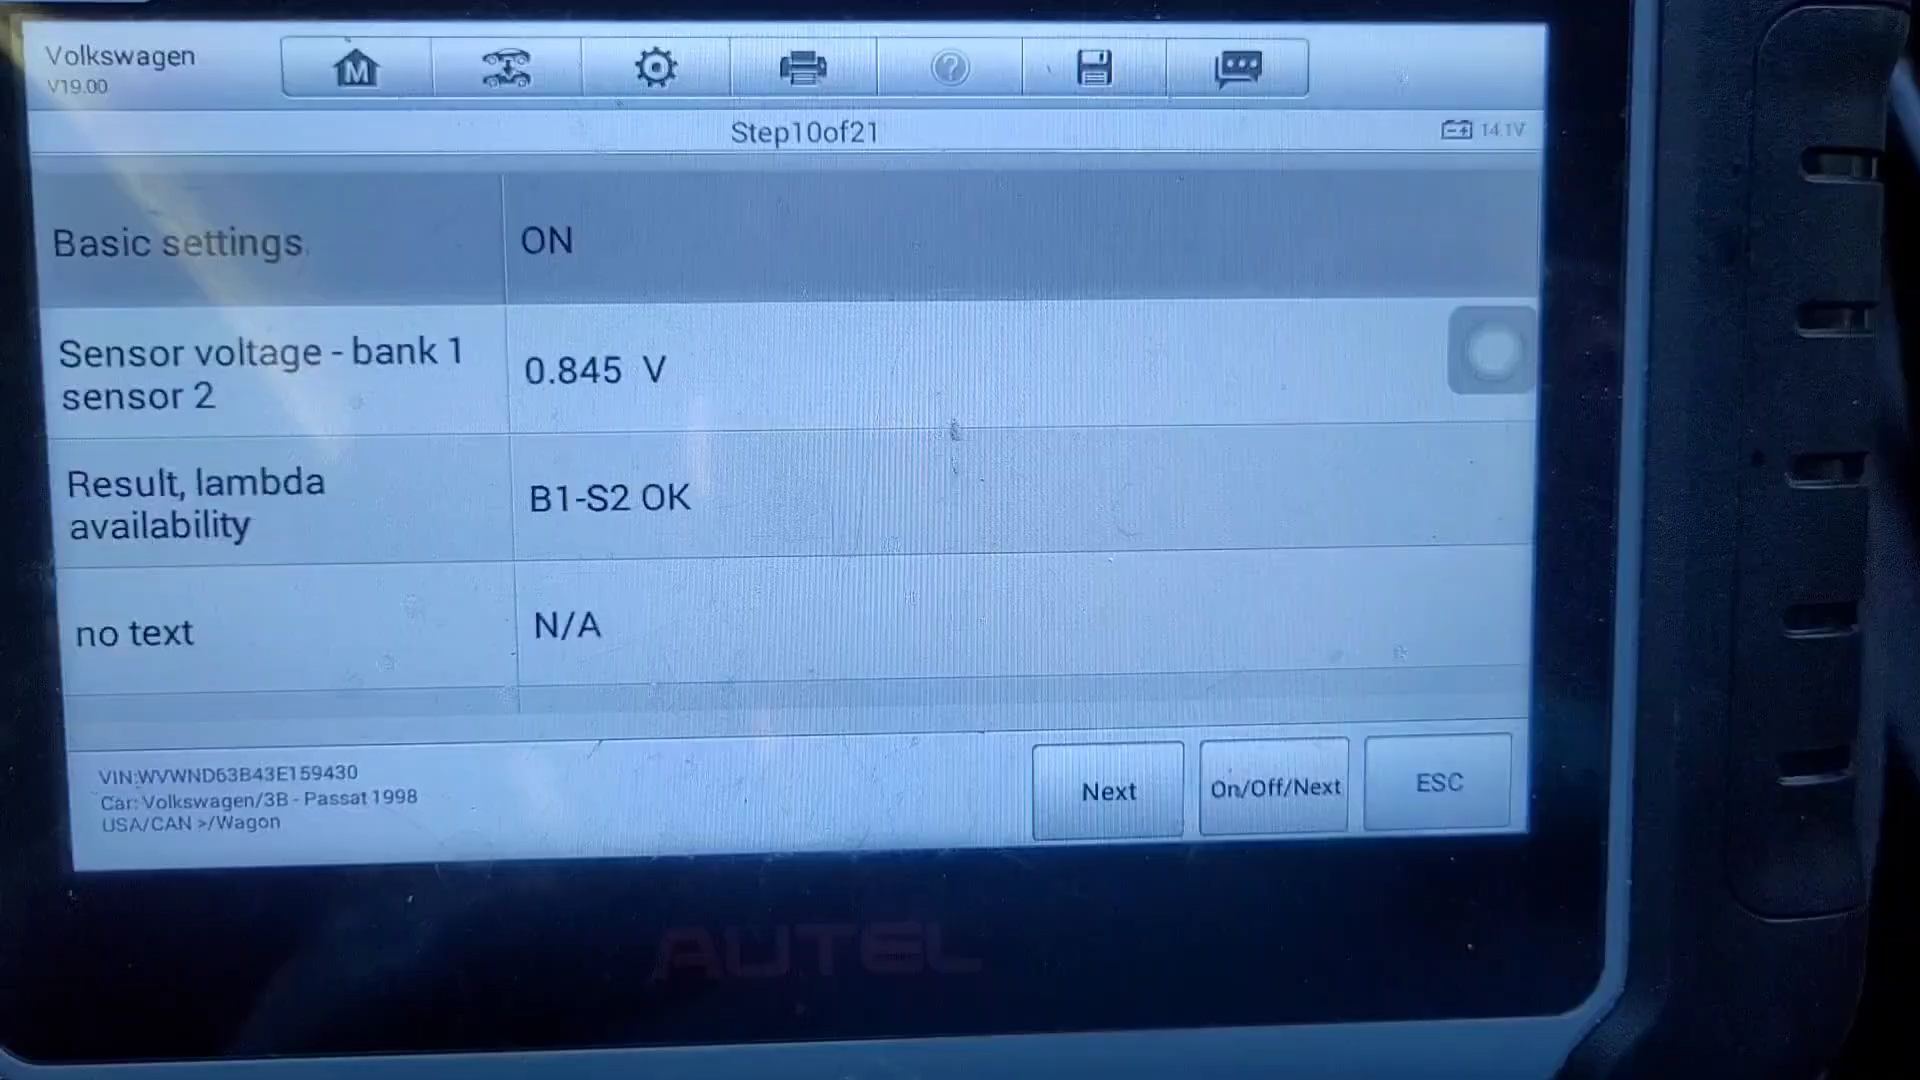 Volkswagen
V19.00
M
?
Step10of21
14.1V
Basic settings
ON
Sensor voltage - bank 1
sensor 2
0.845 V
Result, lambda
availability
B1-S2 OK
no text
N/A
VIN:WVWND63B43E159430
Car: Volkswagen/3B - Passat 1998
USA/CAN >/Wagon
Next
On/Off/Next
ESC
AUTEL